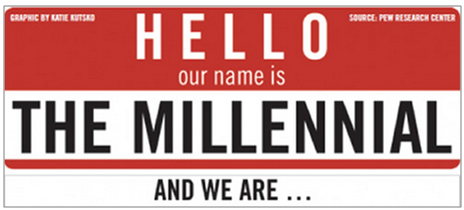 GRAPHIC BY KATIE KUTSKO
SOURCE: PEW RESEARCH CENTER
HELLO
our name is
THE MILLENNIAL
AND WE ARE ...